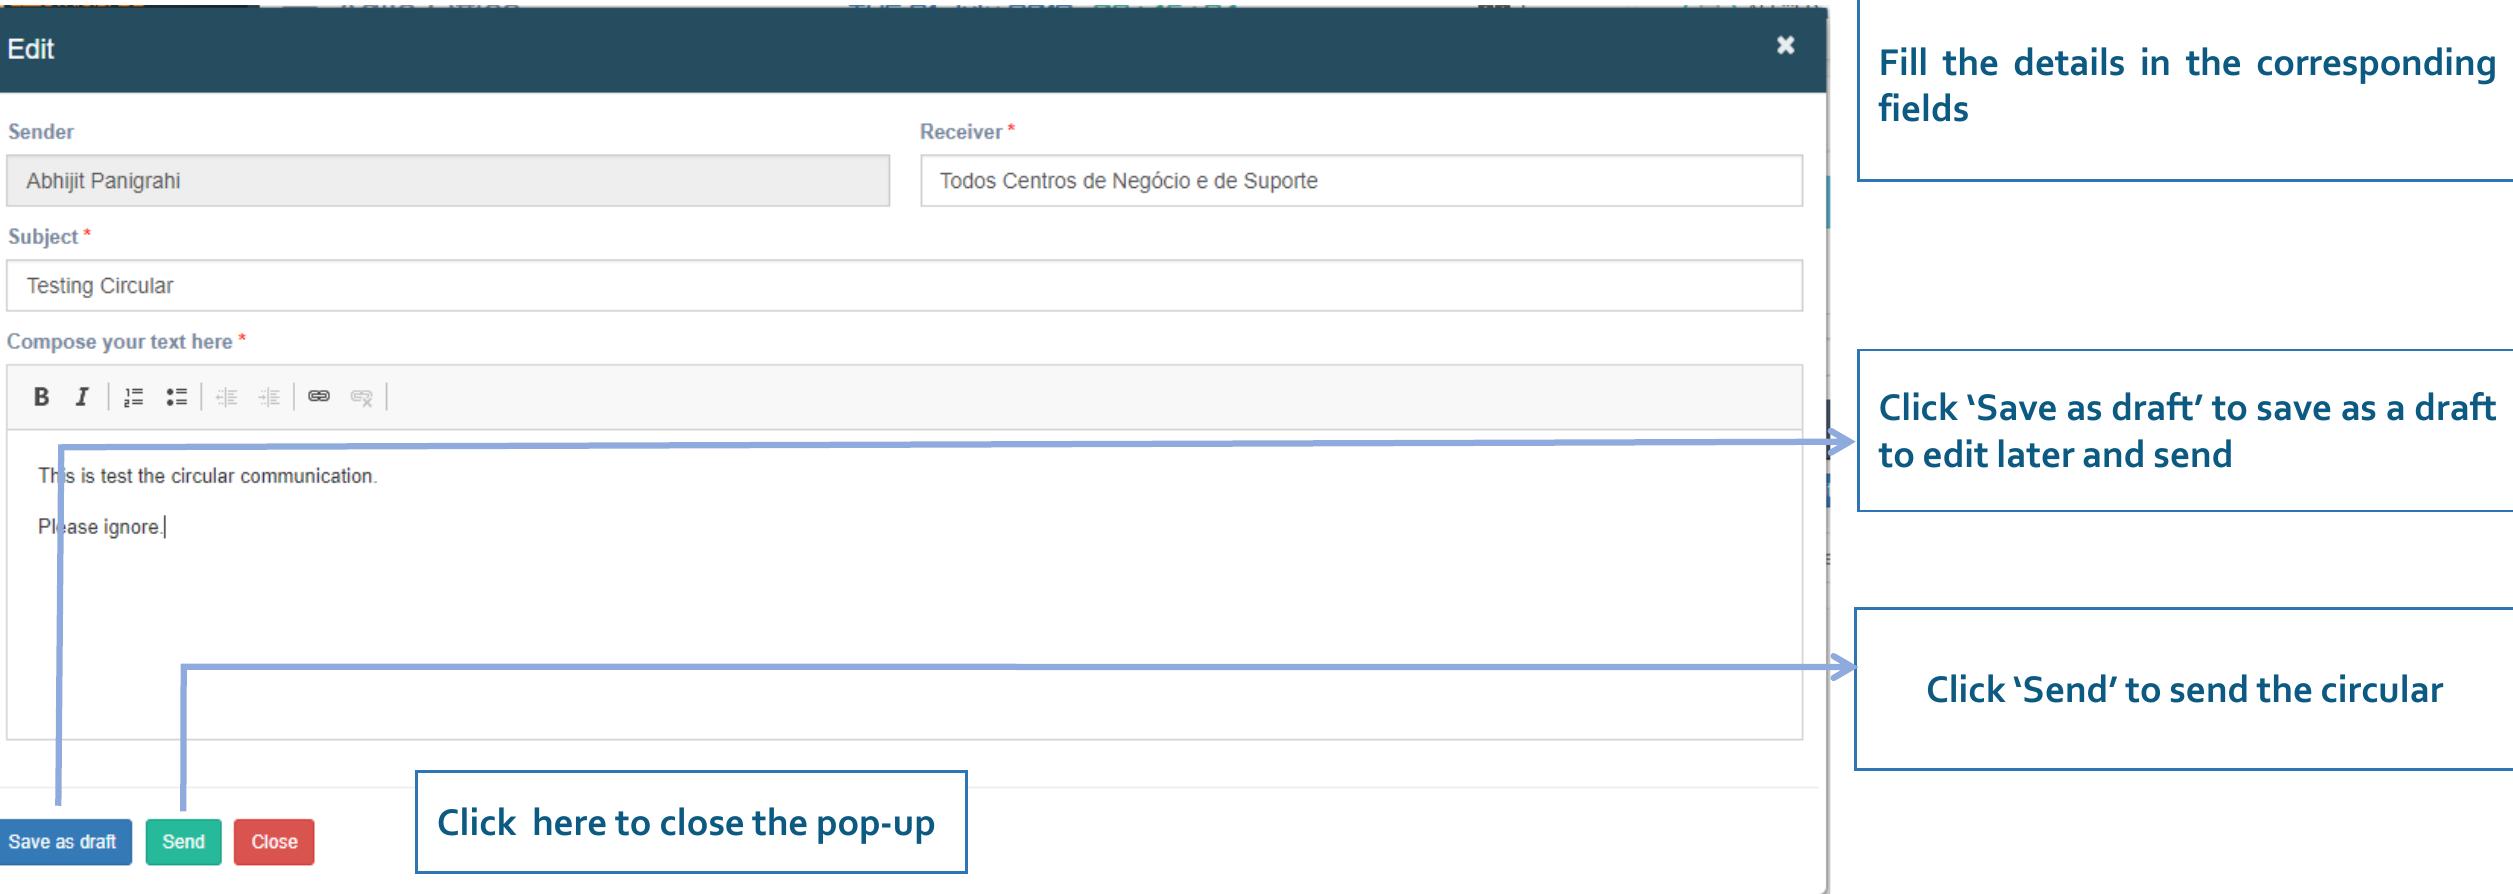 Edit
Fill the details in the corresponding
fields
Sender
Receiver *
Abhijit Panigrahi
Todos Centros de Negócio e de Suporte
Subject *
Testing Circular
Compose your text here *
B I
This is test the circular communication.
Please ignore.
Click ‘Save as draft’ to save as a draft
to edit later and send
Click ‘Send’ to send the circular
Click here to close the pop-up
Save as draft
Send
Close